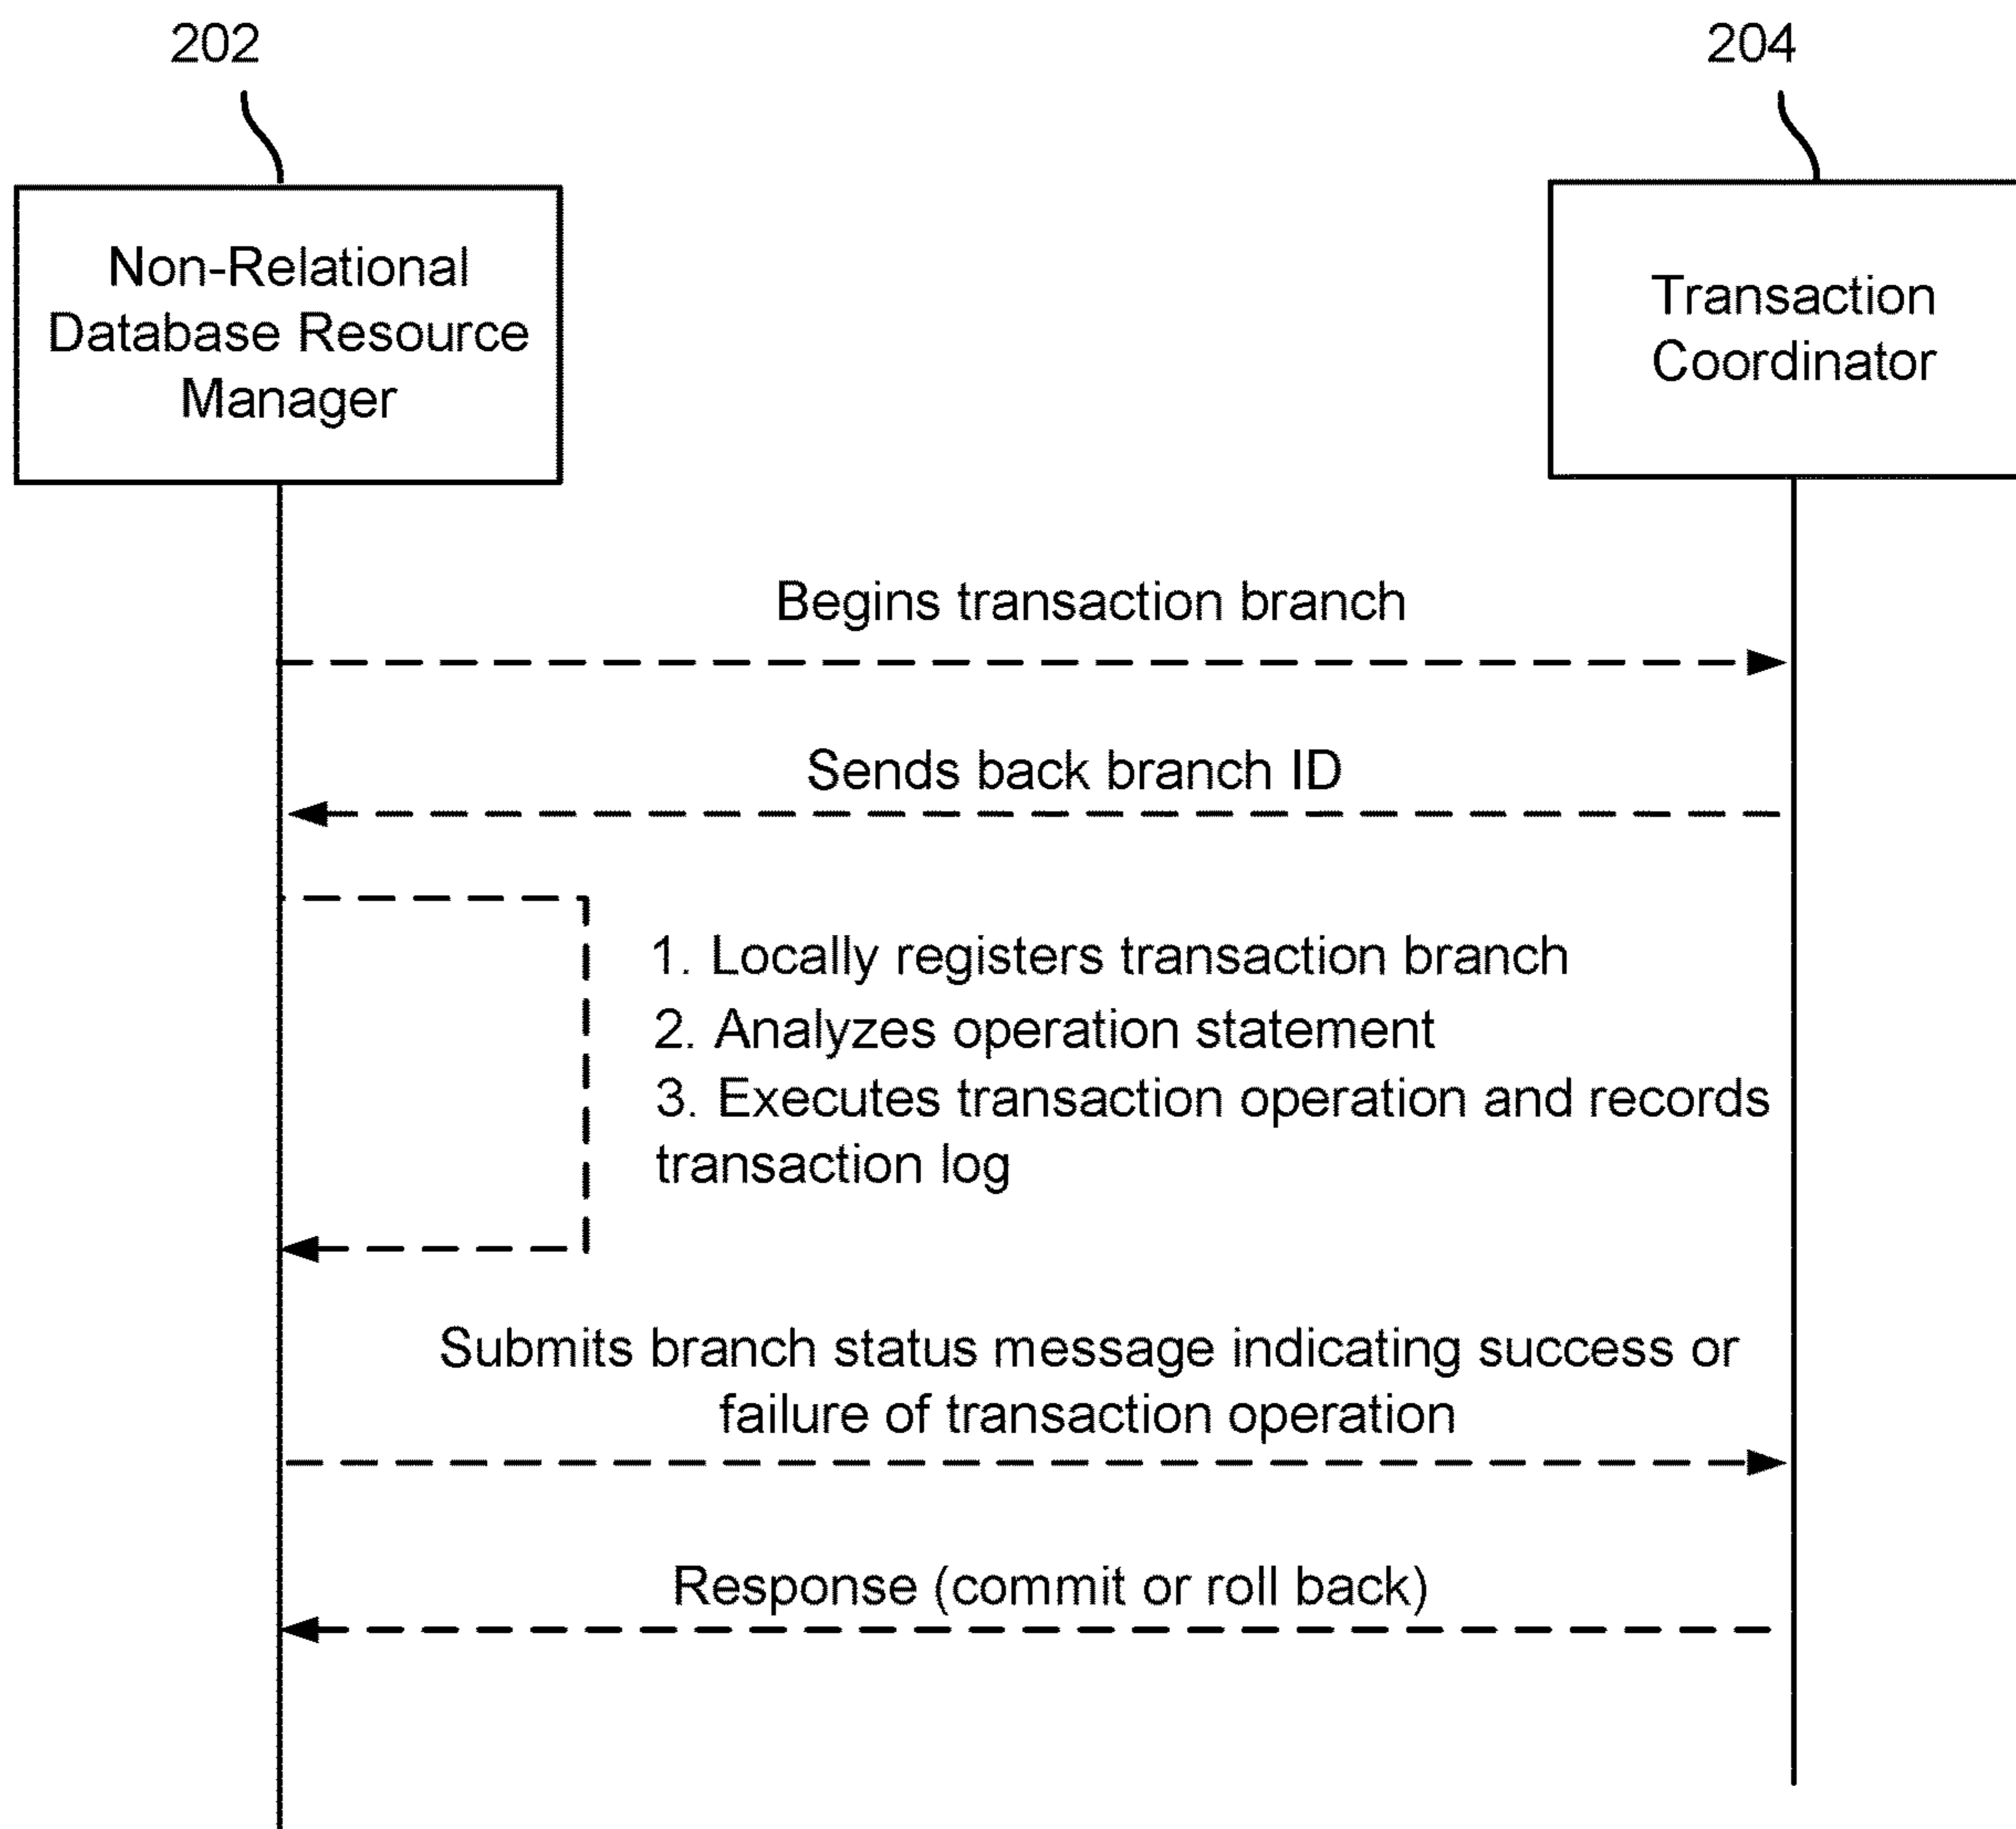 202
204
Non-Relational
Database Resource
Manager
Transaction
Coordinator
Begins transaction branch
Sends back branch ID
1. Locally registers transaction branch
2. Analyzes operation statement
3. Executes transaction operation and records
transaction log
Submits branch status message indicating success or
failure of transaction operation
Response (commit or roll back)